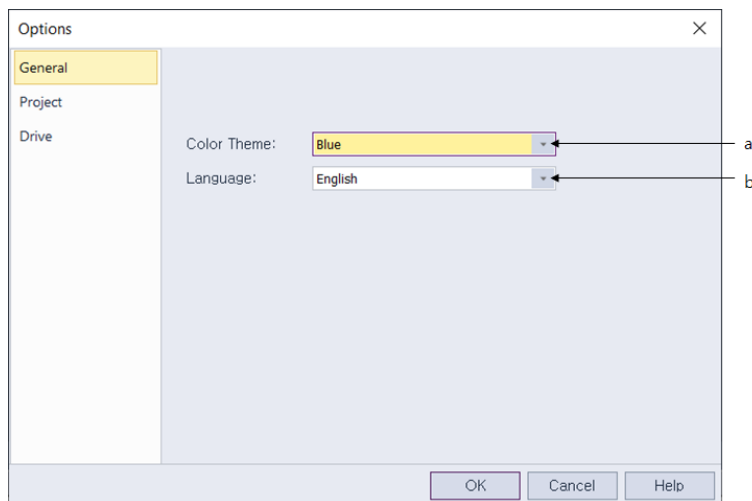 Options
General
Project
Drive
Color Theme: Blue
a
Language: English
b
OK Cancel Help